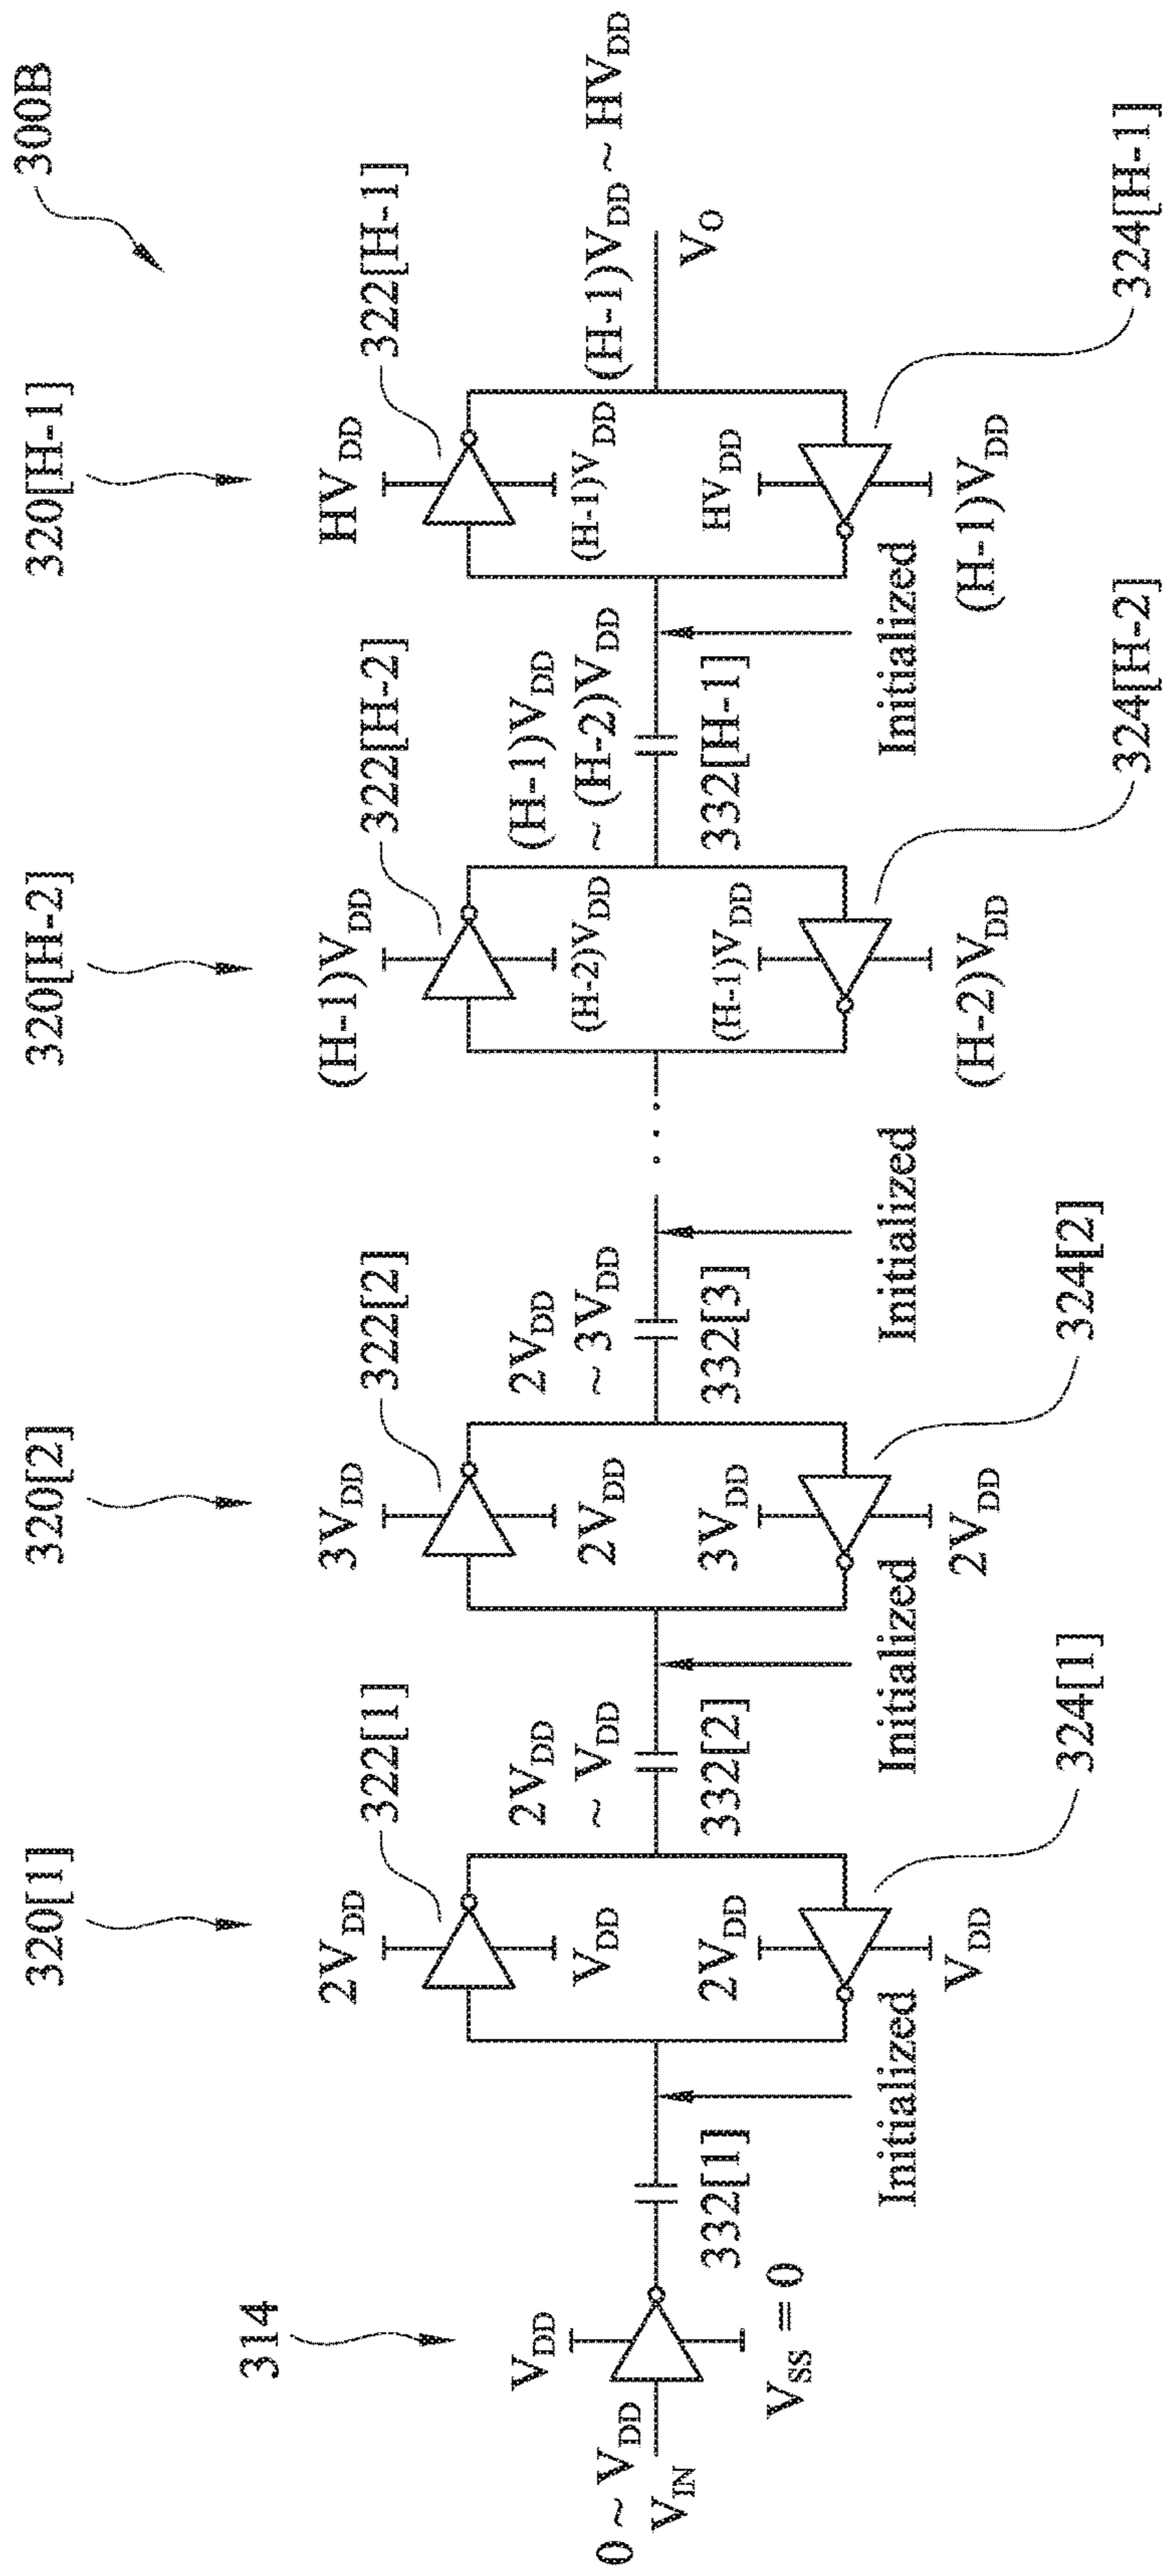 300B
320[1]
320[2]
320[H-2]
320[H-1]
314
322[1]
322[2]
322[H-2]
322[H-1]
2VDD
3VDD
(H-1)VDD
HVDD
VDD
0 ~ VDD
VIN
VSS = 0
VDD
2VDD
~ VDD
2VDD
2VDD
~ 3VDD
(H-2)VDD
(H-1)VDD
~ (H-2)VDD
(H-1)VDD
(H-1)VDD ~ HVDD
VO
332[1]
2VDD
332[2]
3VDD
332[3]
(H-1)VDD
332[H-1]
HVDD
Initialized
Initialized
Initialized
Initialized
VDD
2VDD
(H-2)VDD
(H-1)VDD
324[1]
324[2]
324[H-2]
324[H-1]